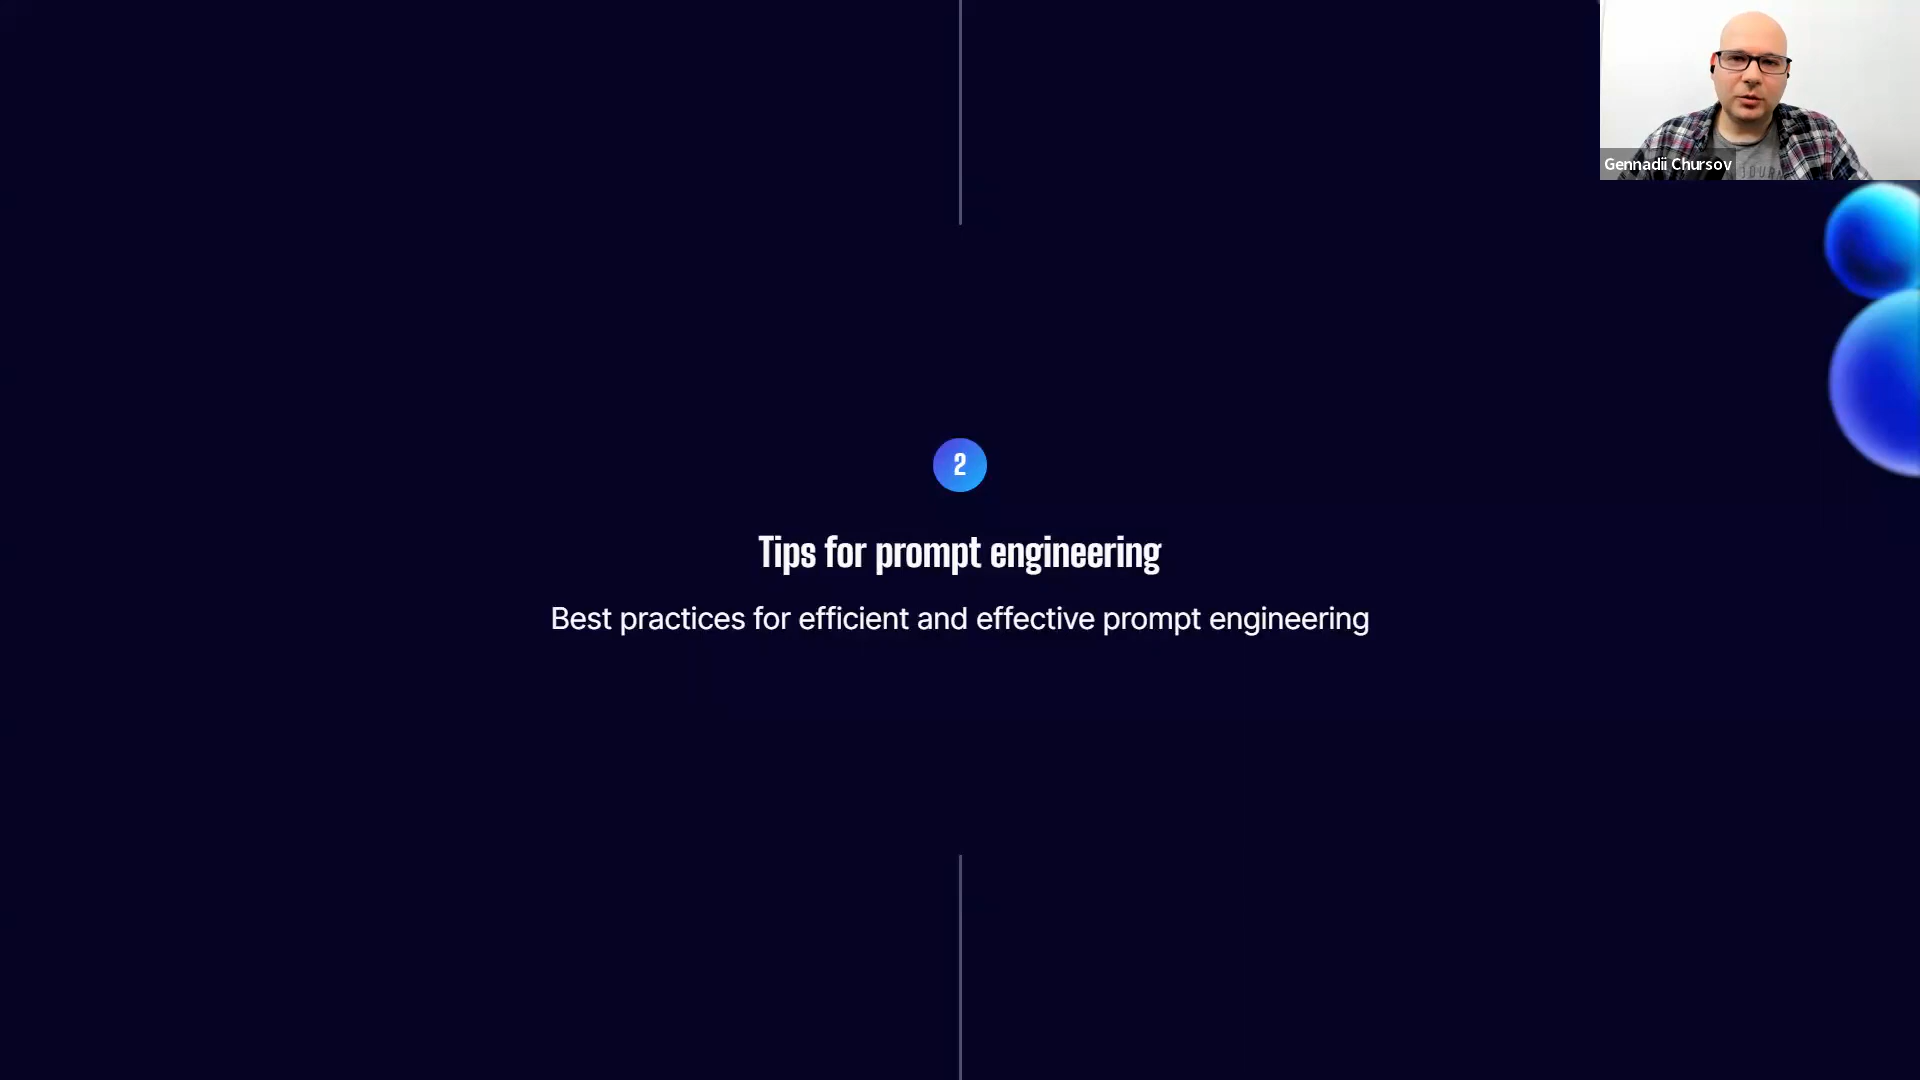 Gennadii Chursov
2
Tips for prompt engineering
Best practices for efficient and effective prompt engineering